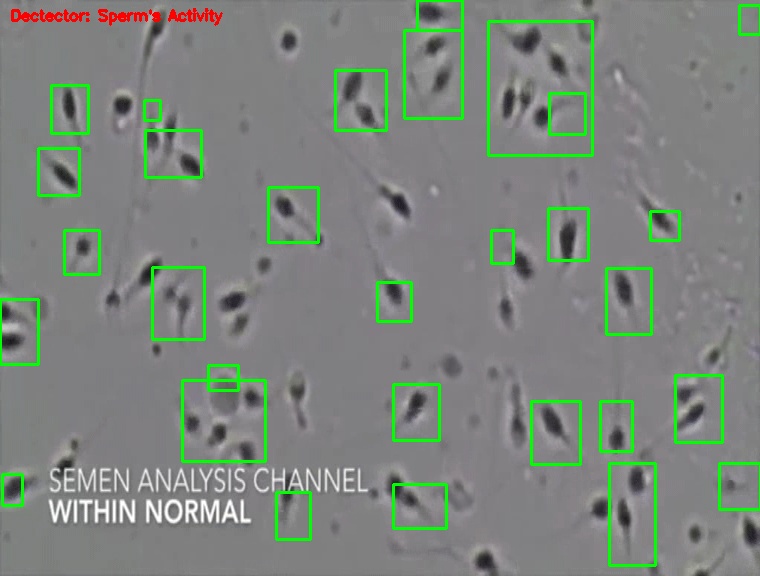 Dectector: Sperm's Activity
SEMEN ANALYSIS CHANNEL
WITHIN NORMAL